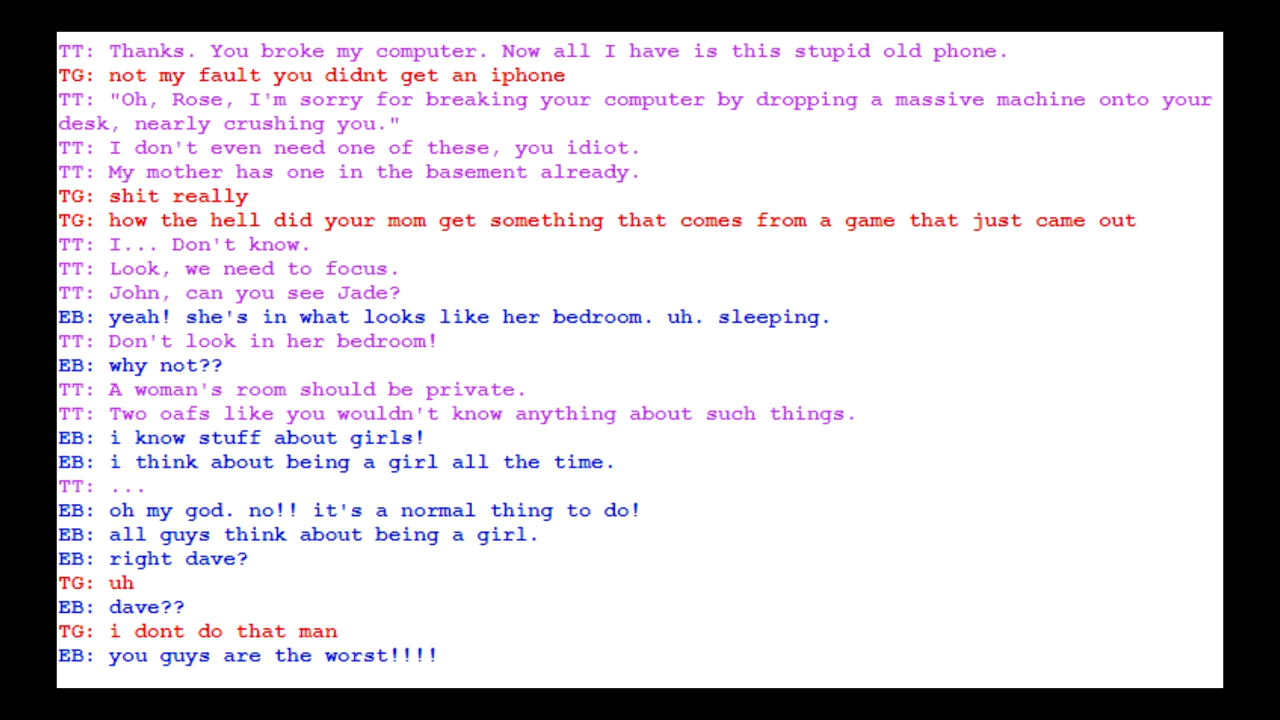 TT: Thanks. You broke my computer. Now all I have is this stupid old phone.
TG: not my fault you didnt get an iphone
TT: "Oh, Rose, I'm sorry for breaking your computer by dropping a massive machine onto your
desk, nearly crushing you."
TT: I don't even need one of these, you idiot.
TT: My mother has one in the basement already.
TG: shit really
TG: how the hell did your mom get something that comes from a game that just came out
TT: I... Don't know.
TT: Look, we need to focus.
TT: John, can you see Jade?
EB: yeah! she's in what looks like her bedroom. uh. sleeping.
TT: Don't look in her bedroom!
EB: why not??
TT: A woman's room should be private.
TT: Two oafs like you wouldn't know anything about such things.
EB: i know stuff about girls!
EB: i think about being a girl all the time.
TT: ...
EB: oh my god. no!! it's a normal thing to do!
EB: all guys think about being a girl.
EB: right dave?
TG: uh
EB: dave??
TG: i dont do that man
EB: you guys are the worst!!!!